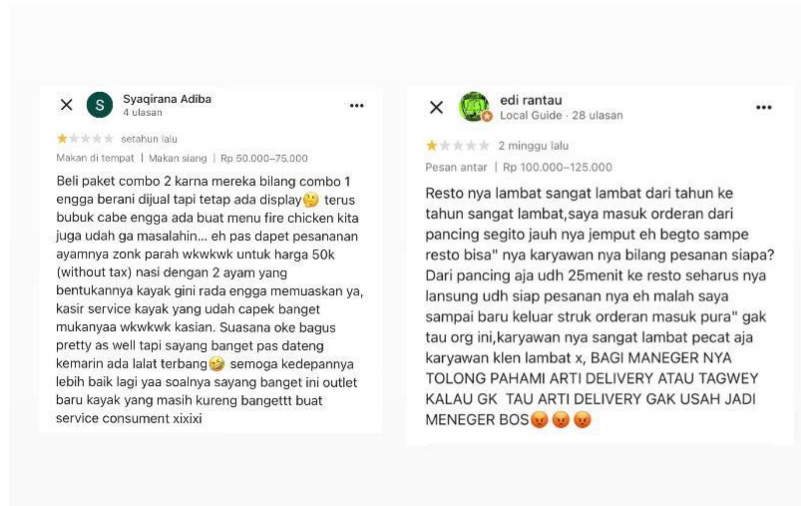 Syaqirana Adiba
4 ulasan
setahun lalu
Makan di tempat | Makan siang | Rp 50.000–75.000
Beli paket combo 2 karna mereka bilang combo 1
engga berani dijual tapi tetap ada display🤔 terus
bubuk cabe engga ada buat menu fire chicken kita
juga udah ga masalahin... eh pas dapet pesananan
ayamnya zonk parah wkwkwk untuk harga 50k
(without tax) nasi dengan 2 ayam yang
bentukannya kayak gini rada engga memuaskan ya,
kasir service kayak yang udah capek banget
mukanyaa wkwkwk kasian. Suasana oke bagus
pretty as well tapi sayang banget pas dateng
kemarin ada lalat terbang🤣 semoga kedepannya
lebih baik lagi yaa soalnya sayang banget ini outlet
baru kayak yang masih kureng bangettt buat
service consument xixixi
edi rantau
Local Guide · 28 ulasan
2 minggu lalu
Pesan antar | Rp 100.000–125.000
Resto nya lambat sangat lambat dari tahun ke
tahun sangat lambat,saya masuk orderan dari
pancing segito jauh nya jemput eh begto sampe
resto bisa" nya karyawan nya bilang pesanan siapa?
Dari pancing aja udh 25menit ke resto seharus nya
lansung udh siap pesanan nya eh malah saya
sampai baru keluar struk orderan masuk pura" gak
tau org ini,karyawan nya sangat lambat pecat aja
karyawan klen lambat x, BAGI MANEGER NYA
TOLONG PAHAMI ARTI DELIVERY ATAU TAGWEY
KALAU GK TAU ARTI DELIVERY GAK USAH JADI
MENEGER BOS😡😡😡